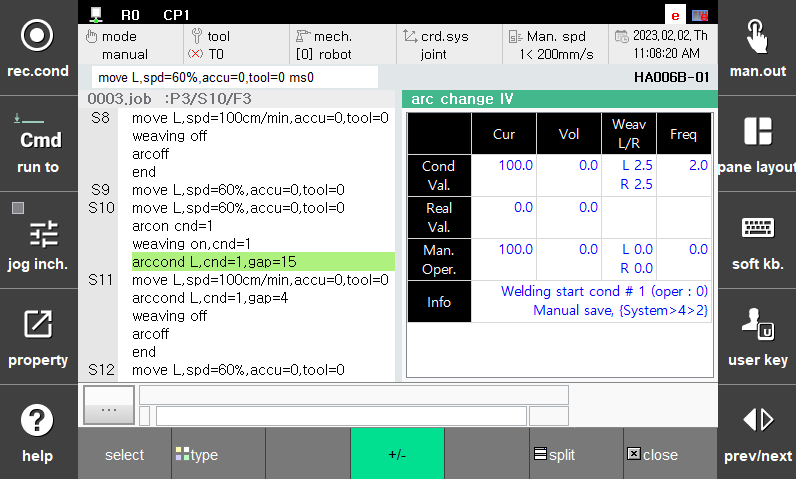 R0 CP1 e
mode
manual
tool
(X) T0
mech.
[0] robot
crd.sys
joint
Man. spd
1< 200mm/s
2023,02,02, Th
11:08:20 AM
move L,spd=60%,accu=0,tool=0 ms0
HA006B-01
rec.cond
Cmd
run to
jog inch.
property
?
help
0003.job :P3/S10/F3
S8 move L,spd=100cm/min,accu=0,tool=0
weaving off
arcoff
end
S9 move L,spd=60%,accu=0,tool=0
S10 move L,spd=60%,accu=0,tool=0
arcon cnd=1
weaving on,cnd=1
arccond L,cnd=1,gap=15
S11 move L,spd=100cm/min,accu=0,tool=0
arccond L,cnd=1,gap=4
weaving off
arcoff
end
S12 move L,spd=60%,accu=0,tool=0
arc change IV
Cur Vol Weav L/R Freq
Cond Val. 100.0 0.0 L 2.5 2.0
R 2.5
Real Val. 0.0 0.0
Man. Oper. 100.0 0.0 L 0.0 0.0
R 0.0
Info Welding start cond # 1 (oper : 0)
Manual save, {System>4>2}
man.out
pane layout
soft kb.
U
user key
prev/next
...
select
type
+/-
split
close